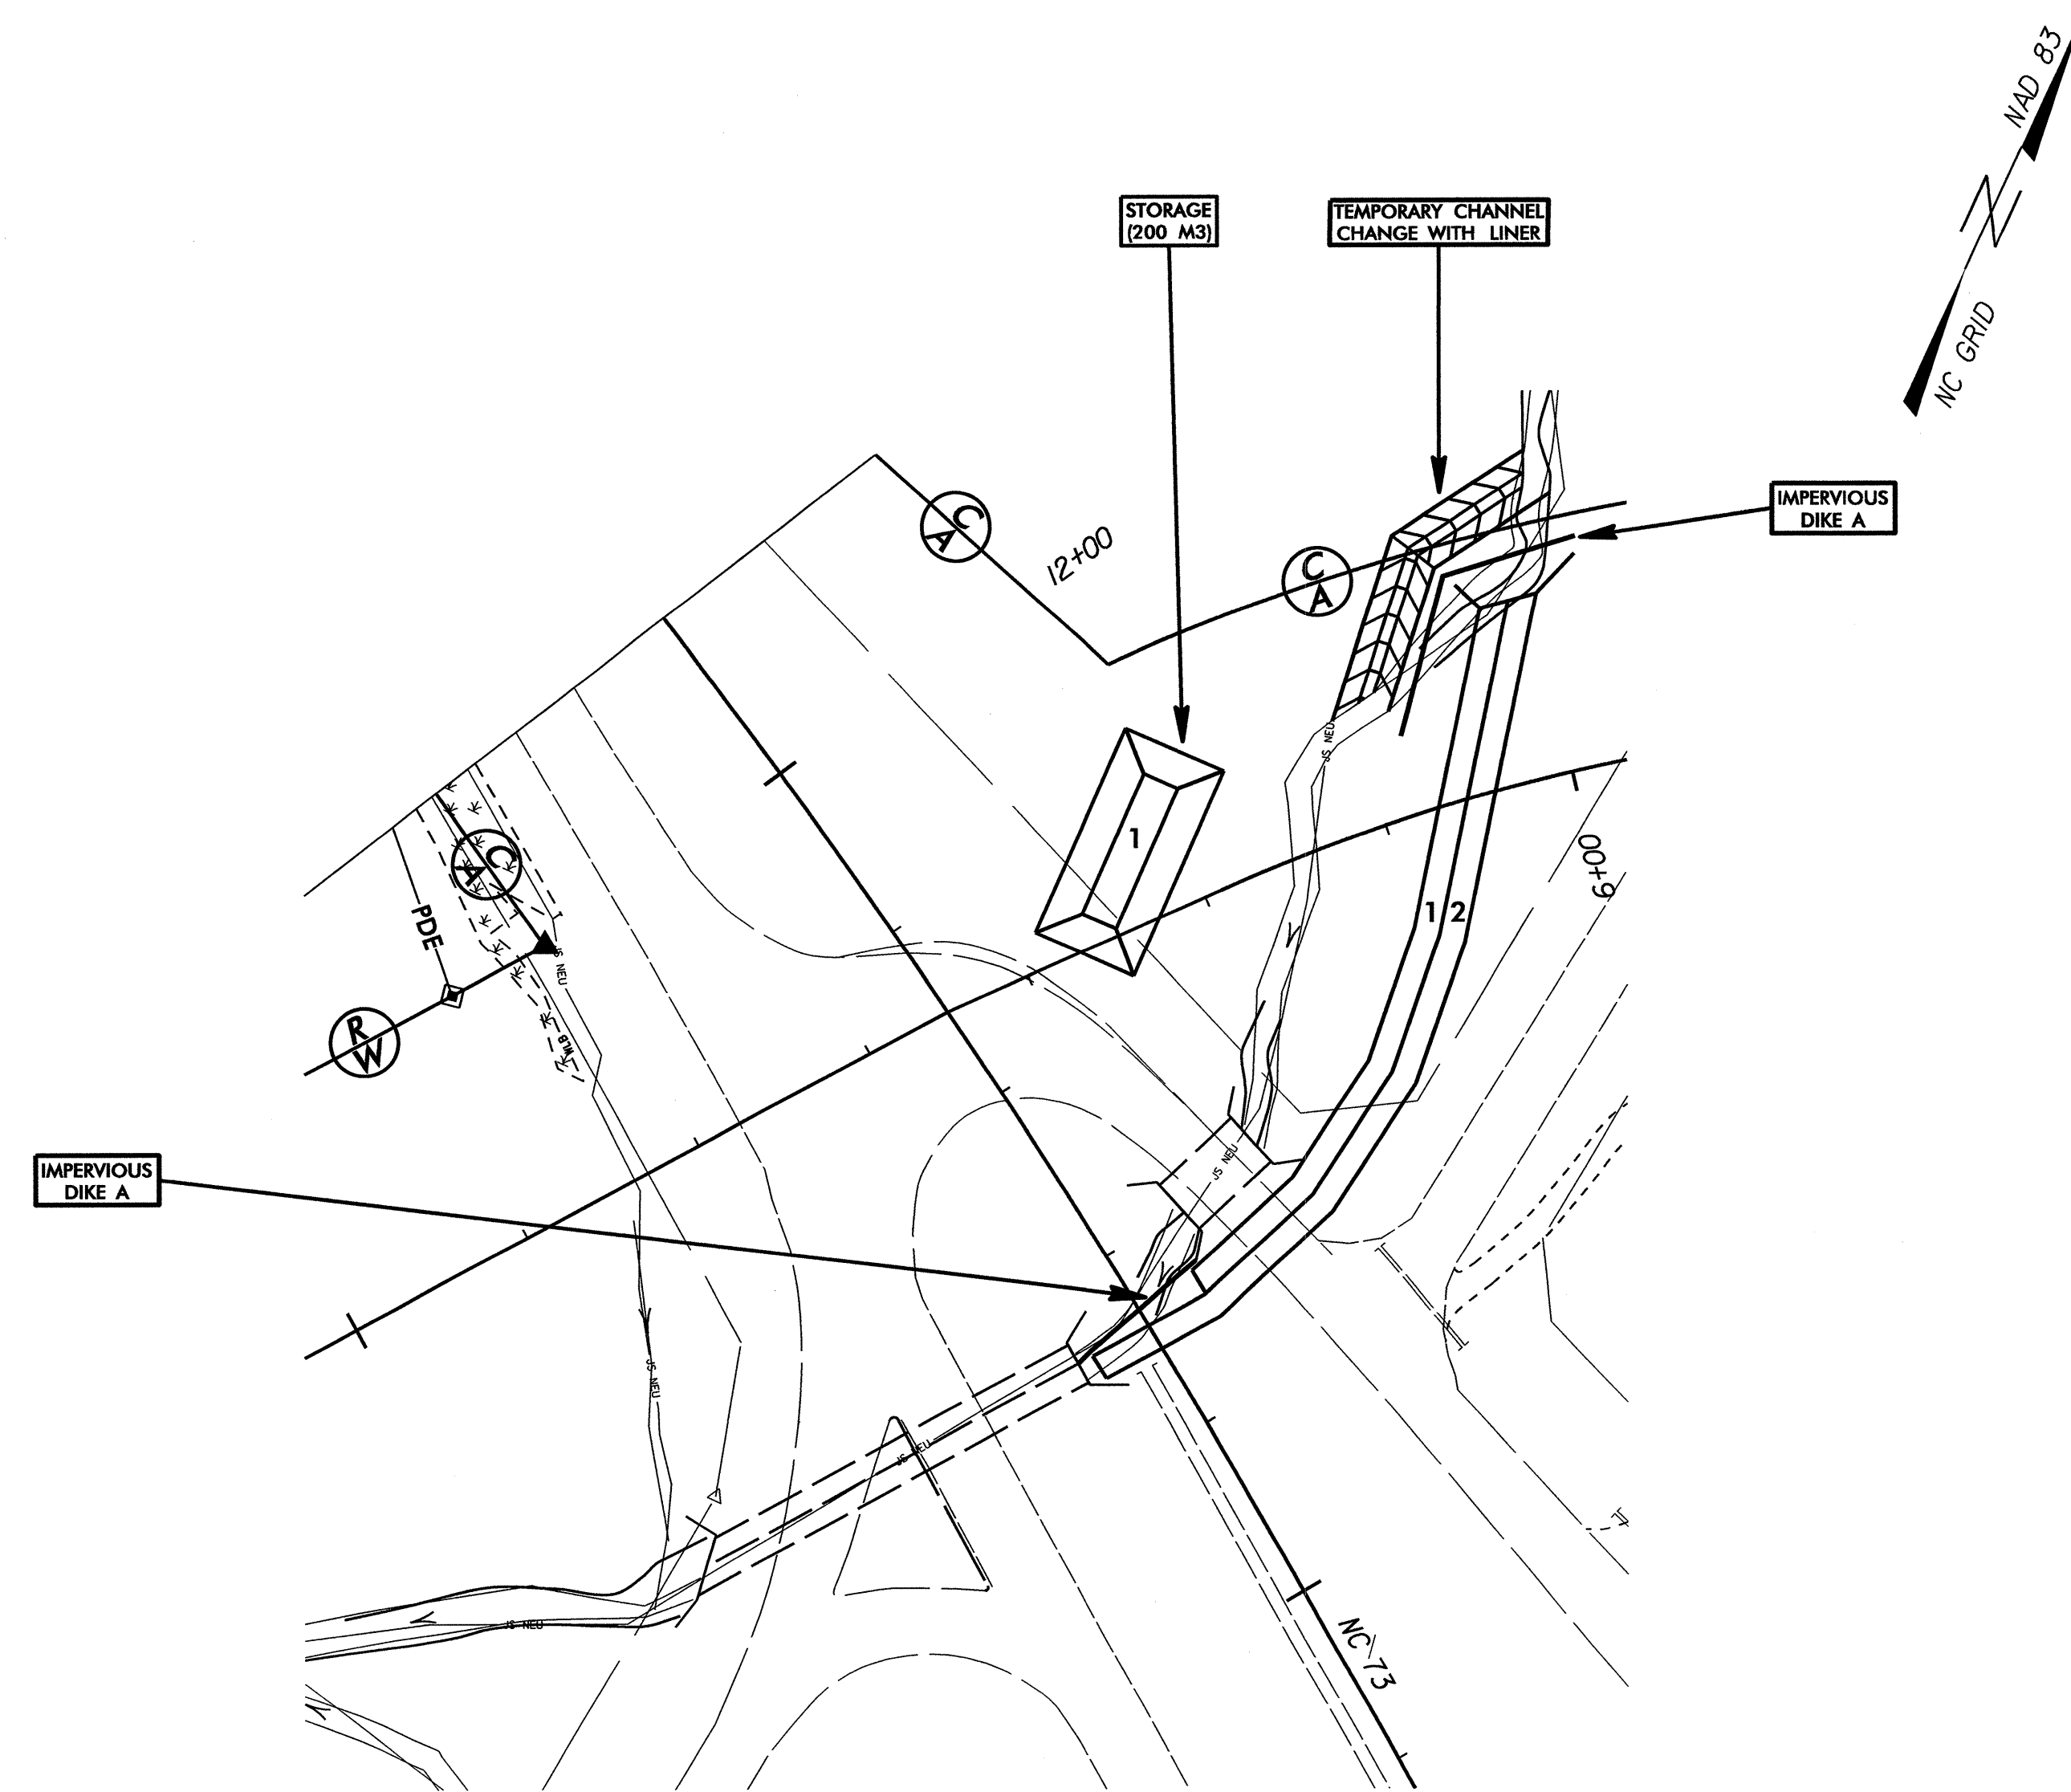 NAD 83
NC GRID
STORAGE
(200 M3)
TEMPORARY CHANNEL
CHANGE WITH LINER
IMPERVIOUS
DIKE A
C
A
12+00
C
A
JS NEU
1
C
A
6+00
PDE
1 2
JS NEU
R
W
WLB
IMPERVIOUS
DIKE A
JS NEU
JS NEU
JS NEU
JS NEU
NC 73